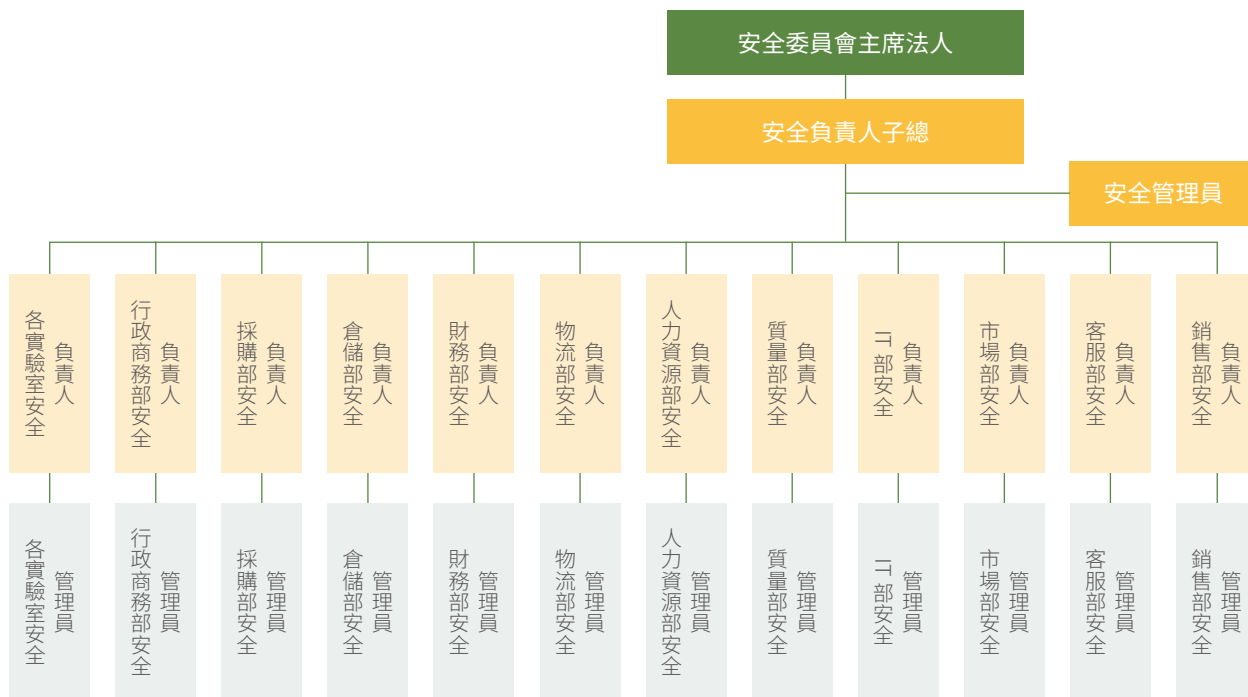 安全委員會主席法人
安全負責人子總
安全管理員
各實驗室安全
負責人
行政商務部安全
負責人
採購部安全
負責人
倉儲部安全
負責人
財務部安全
負責人
物流部安全
負責人
人力資源部安全
負責人
質量部安全
負責人
IT 部安全
負責人
市場部安全
負責人
客服部安全
負責人
銷售部安全
負責人
各實驗室安全
管理員
行政商務部安全
管理員
採購部安全
管理員
倉儲部安全
管理員
財務部安全
管理員
物流部安全
管理員
人力資源部安全
管理員
質量部安全
管理員
IT 部安全
管理員
市場部安全
管理員
客服部安全
管理員
銷售部安全
管理員